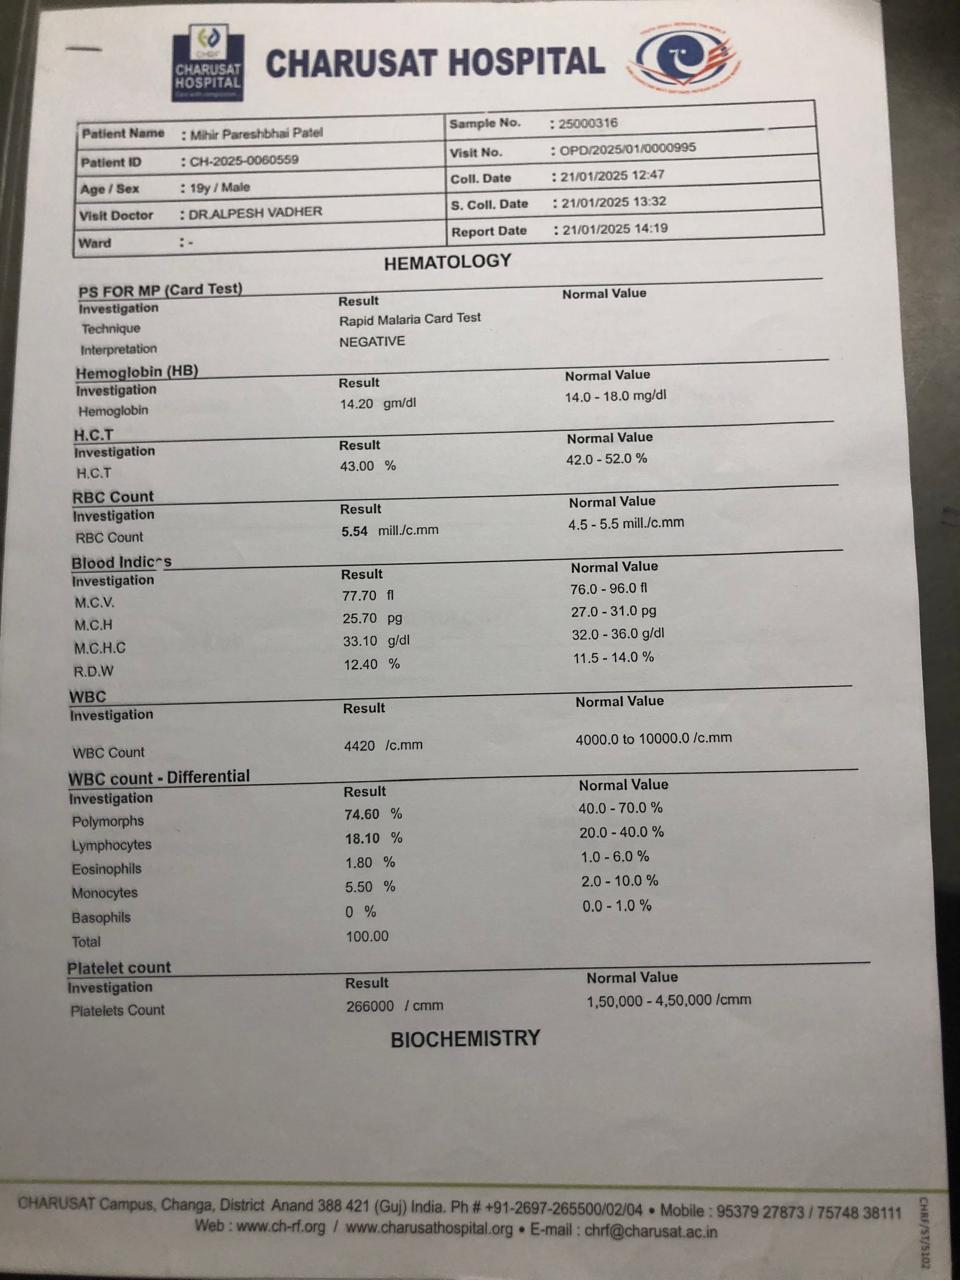 CHRF
CHARUSAT
HOSPITAL
CHARUSAT HOSPITAL
Patient Name : Mihir Pareshbhai Patel
Patient ID : CH-2025-0060559
Age / Sex : 19y / Male
Visit Doctor : DR.ALPESH VADHER
Ward : -
Sample No. : 25000316
Visit No. : OPD/2025/01/0000995
Coll. Date : 21/01/2025 12:47
S. Coll. Date : 21/01/2025 13:32
Report Date : 21/01/2025 14:19
HEMATOLOGY
PS FOR MP (Card Test)
Investigation Result Normal Value
Technique Rapid Malaria Card Test
Interpretation NEGATIVE
Hemoglobin (HB)
Investigation Result Normal Value
Hemoglobin 14.20 gm/dl 14.0 - 18.0 mg/dl
H.C.T
Investigation Result Normal Value
H.C.T 43.00 % 42.0 - 52.0 %
RBC Count
Investigation Result Normal Value
RBC Count 5.54 mill./c.mm 4.5 - 5.5 mill./c.mm
Blood Indices
Investigation Result Normal Value
M.C.V. 77.70 fl 76.0 - 96.0 fl
M.C.H 25.70 pg 27.0 - 31.0 pg
M.C.H.C 33.10 g/dl 32.0 - 36.0 g/dl
R.D.W 12.40 % 11.5 - 14.0 %
WBC
Investigation Result Normal Value
WBC Count 4420 /c.mm 4000.0 to 10000.0 /c.mm
WBC count - Differential
Investigation Result Normal Value
Polymorphs 74.60 % 40.0 - 70.0 %
Lymphocytes 18.10 % 20.0 - 40.0 %
Eosinophils 1.80 % 1.0 - 6.0 %
Monocytes 5.50 % 2.0 - 10.0 %
Basophils 0 % 0.0 - 1.0 %
Total 100.00
Platelet count
Investigation Result Normal Value
Platelets Count 266000 / cmm 1,50,000 - 4,50,000 /cmm
BIOCHEMISTRY
CHARUSAT Campus, Changa, District Anand 388 421 (Guj) India. Ph # +91-2697-265500/02/04 • Mobile : 95379 27873 / 75748 38111
Web : www.ch-rf.org / www.charusathospital.org • E-mail : chrf@charusat.ac.in
CHRF/ST/5102